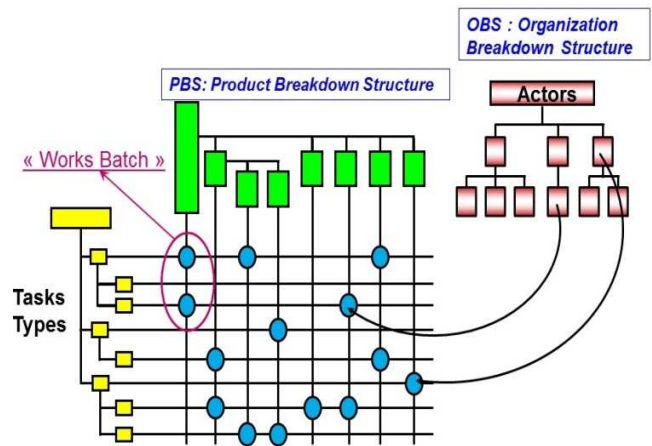 OBS : Organization
Breakdown Structure
PBS: Product Breakdown Structure
Actors
« Works Batch »
Tasks
Types